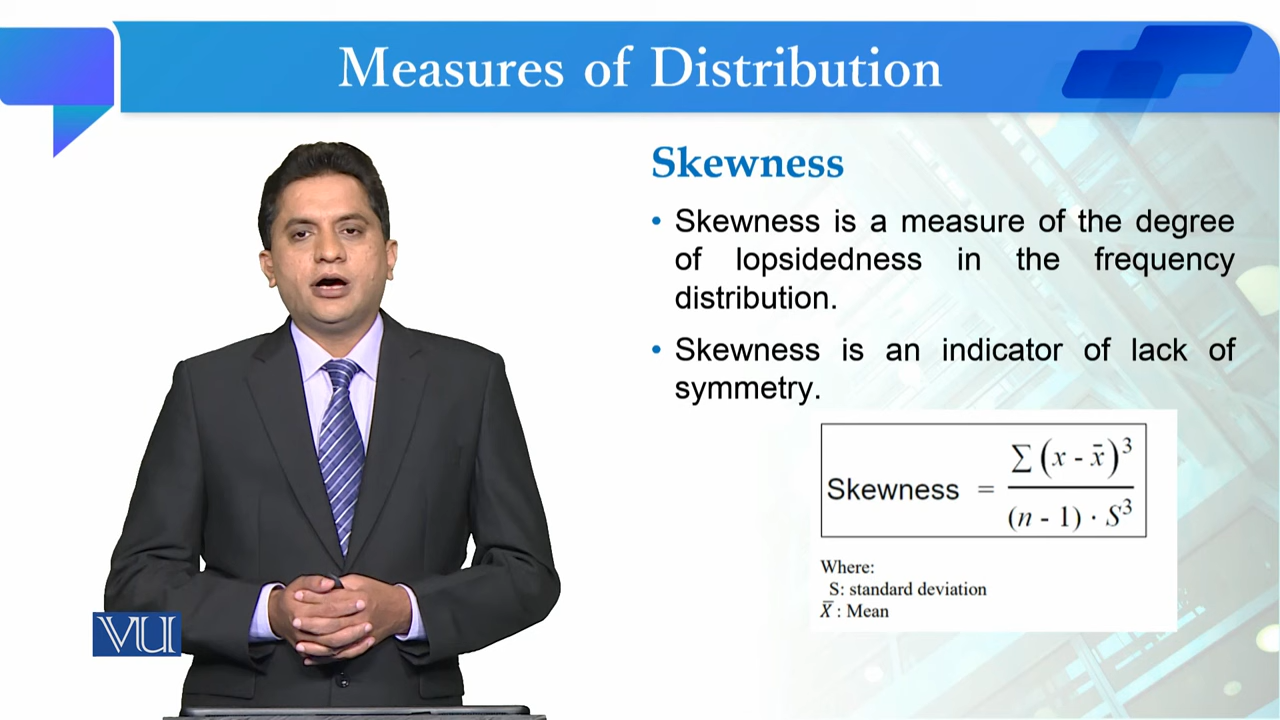 Measures of Distribution
Skewness
• Skewness is a measure of the degree
of lopsidedness in the frequency
distribution.
• Skewness is an indicator of lack of
symmetry.
Skewness = ∑ (x - x̄)³ / (n - 1) · S³
Where:
S: standard deviation
X̅ : Mean
VU